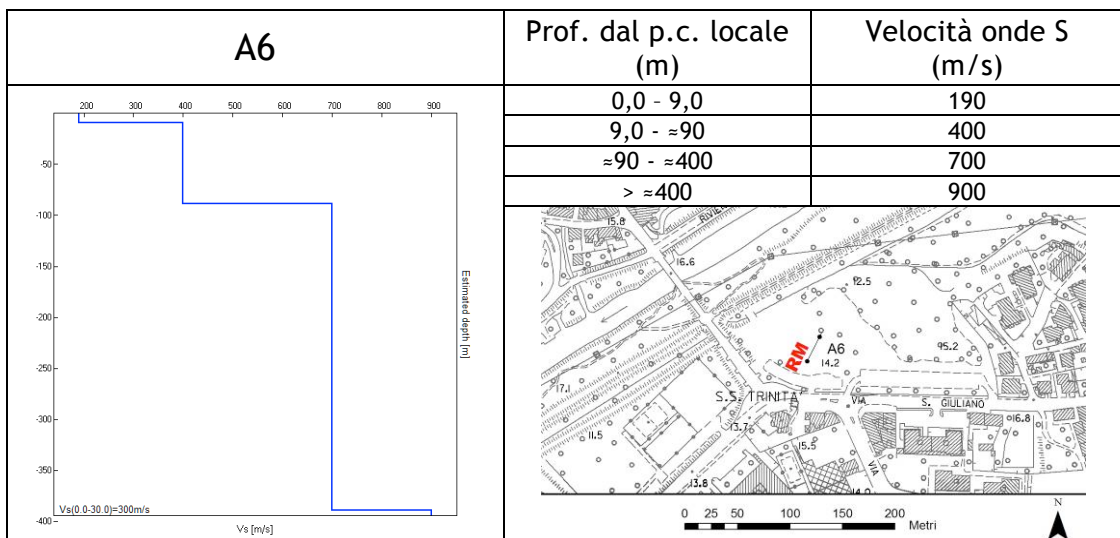 A6
Prof. dal p.c. locale
(m)
Velocità onde S
(m/s)
0,0 – 9,0 190
9,0 - ≈90 400
≈90 - ≈400 700
> ≈400 900
200 300 400 500 600 700 800 900
-50
-100
-150
-200
-250
-300
-350
-400
Estimated depth [m]
Vs(0.0-30.0)=300m/s
Vs [m/s]
15.8
16.6
12.5
RM
A6
14.2
95.2
17.1
S.S. TRINITA'
VIA
S. GIULIANO
11.5
13.7
16.8
15.5
VIA
13.8
14.0
0 25 50 100 150 200
Metri
N